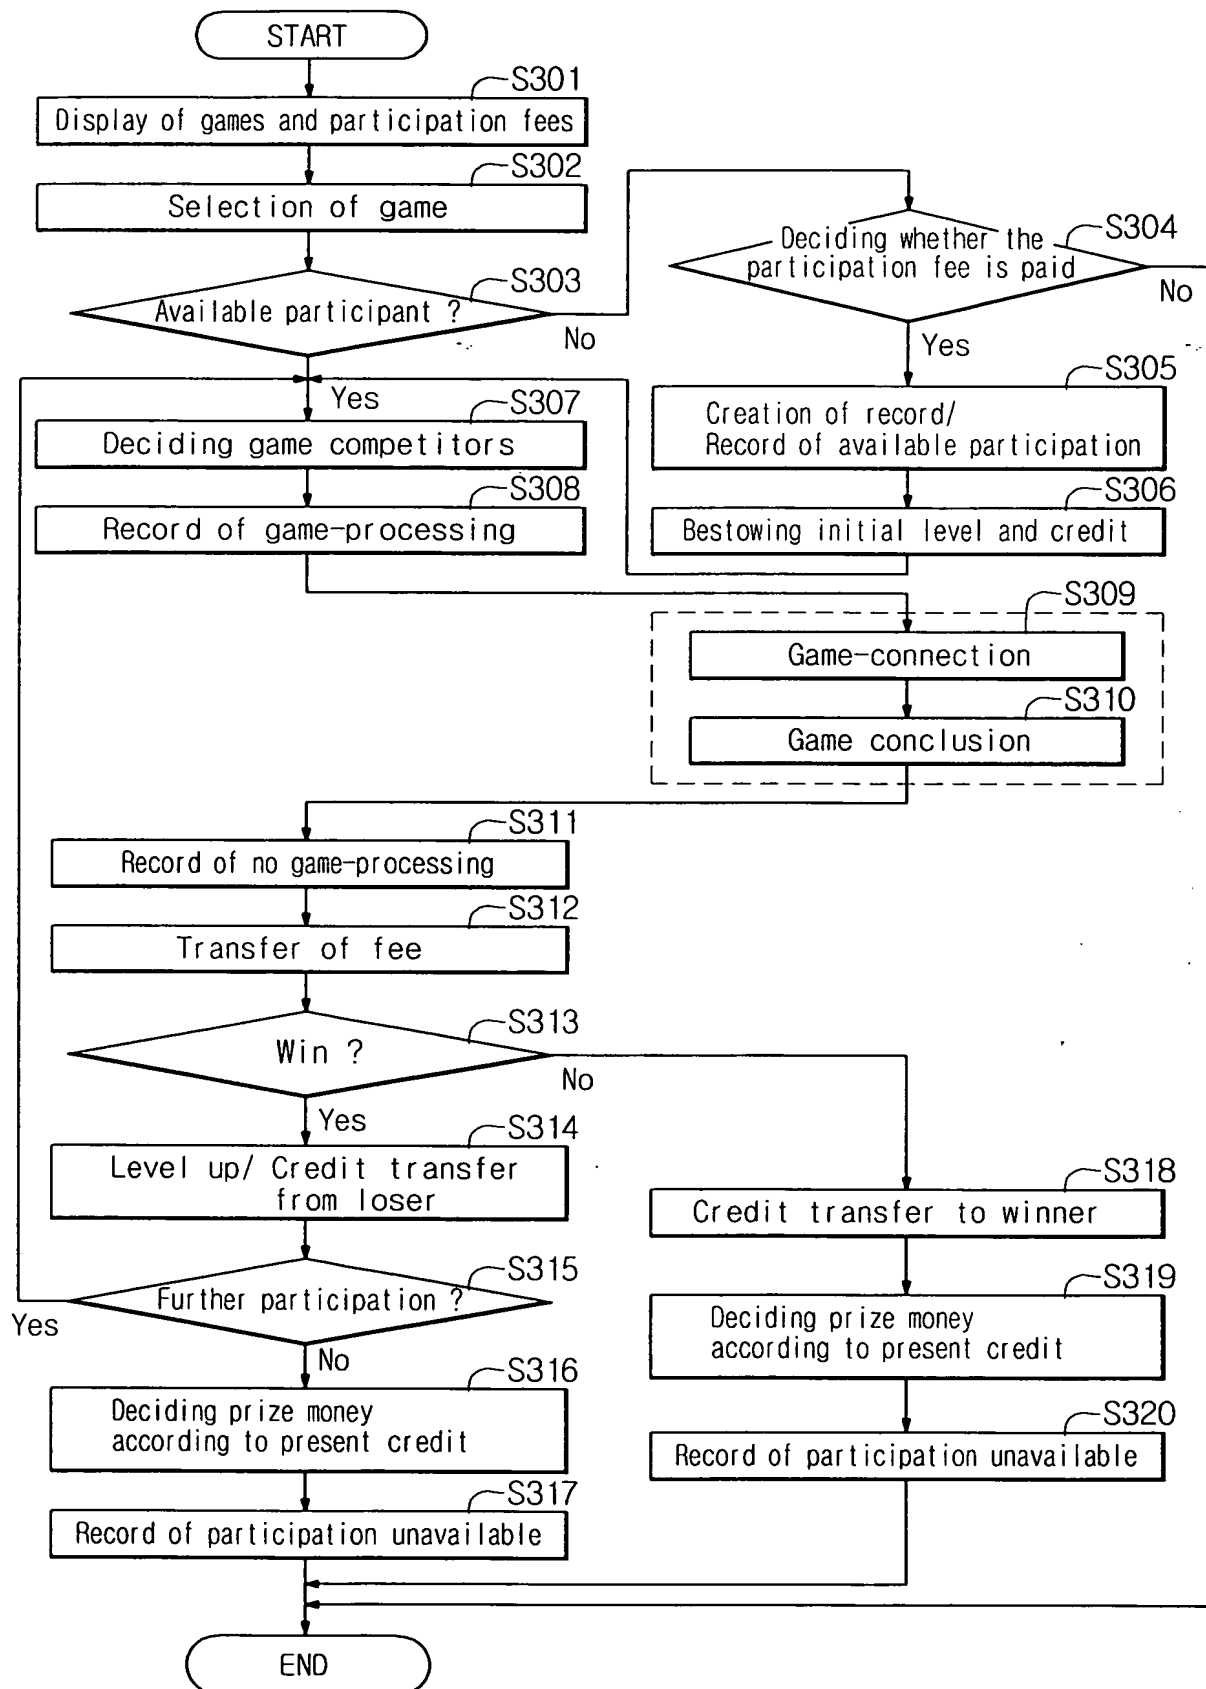 START
S301
Display of games and participation fees
S302
Selection of game
S303
Available participant ?
No
Yes
S304
Deciding whether the
participation fee is paid
No
Yes
S305
Creation of record/
Record of available participation
S306
Bestowing initial level and credit
S307
Deciding game competitors
S308
Record of game-processing
S309
Game-connection
S310
Game conclusion
S311
Record of no game-processing
S312
Transfer of fee
S313
Win ?
No
Yes
S314
Level up/ Credit transfer
from loser
S315
Further participation ?
Yes
No
S316
Deciding prize money
according to present credit
S317
Record of participation unavailable
S318
Credit transfer to winner
S319
Deciding prize money
according to present credit
S320
Record of participation unavailable
END